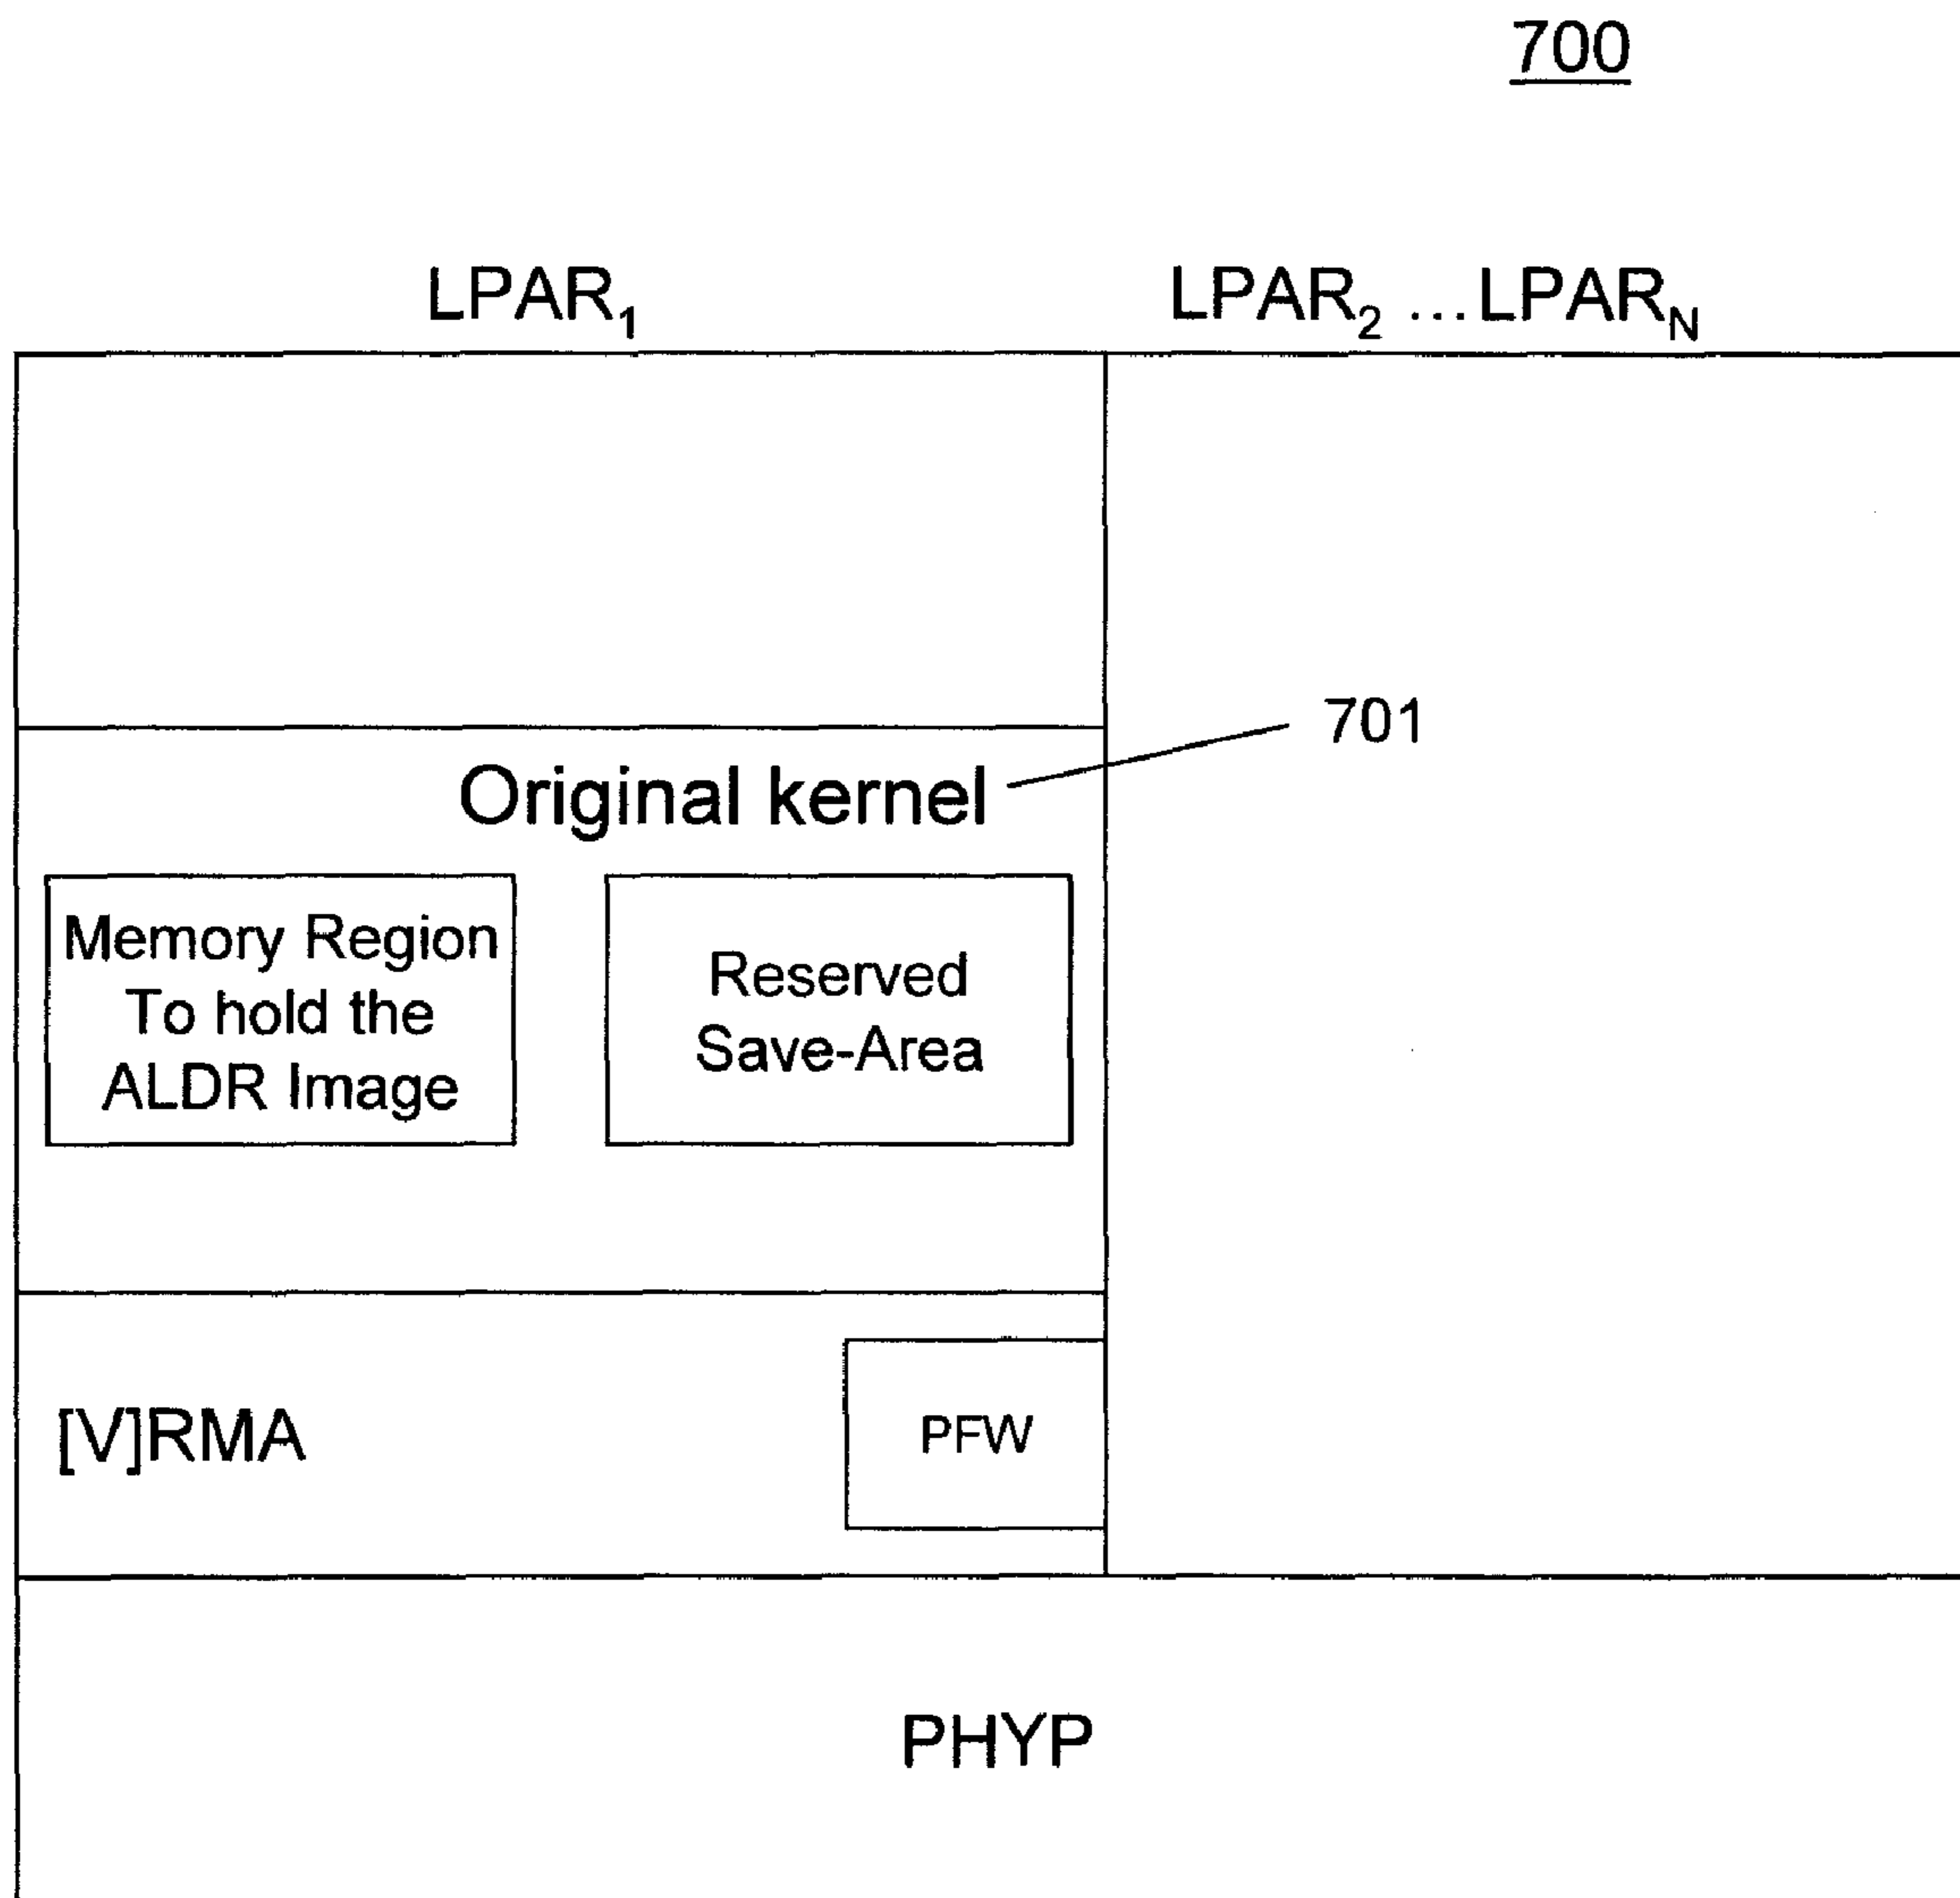 700
LPAR₁
LPAR₂ ...LPAR_N
701
Original kernel
Memory Region
To hold the
ALDR Image
Reserved
Save-Area
[V]RMA
PFW
PHYP